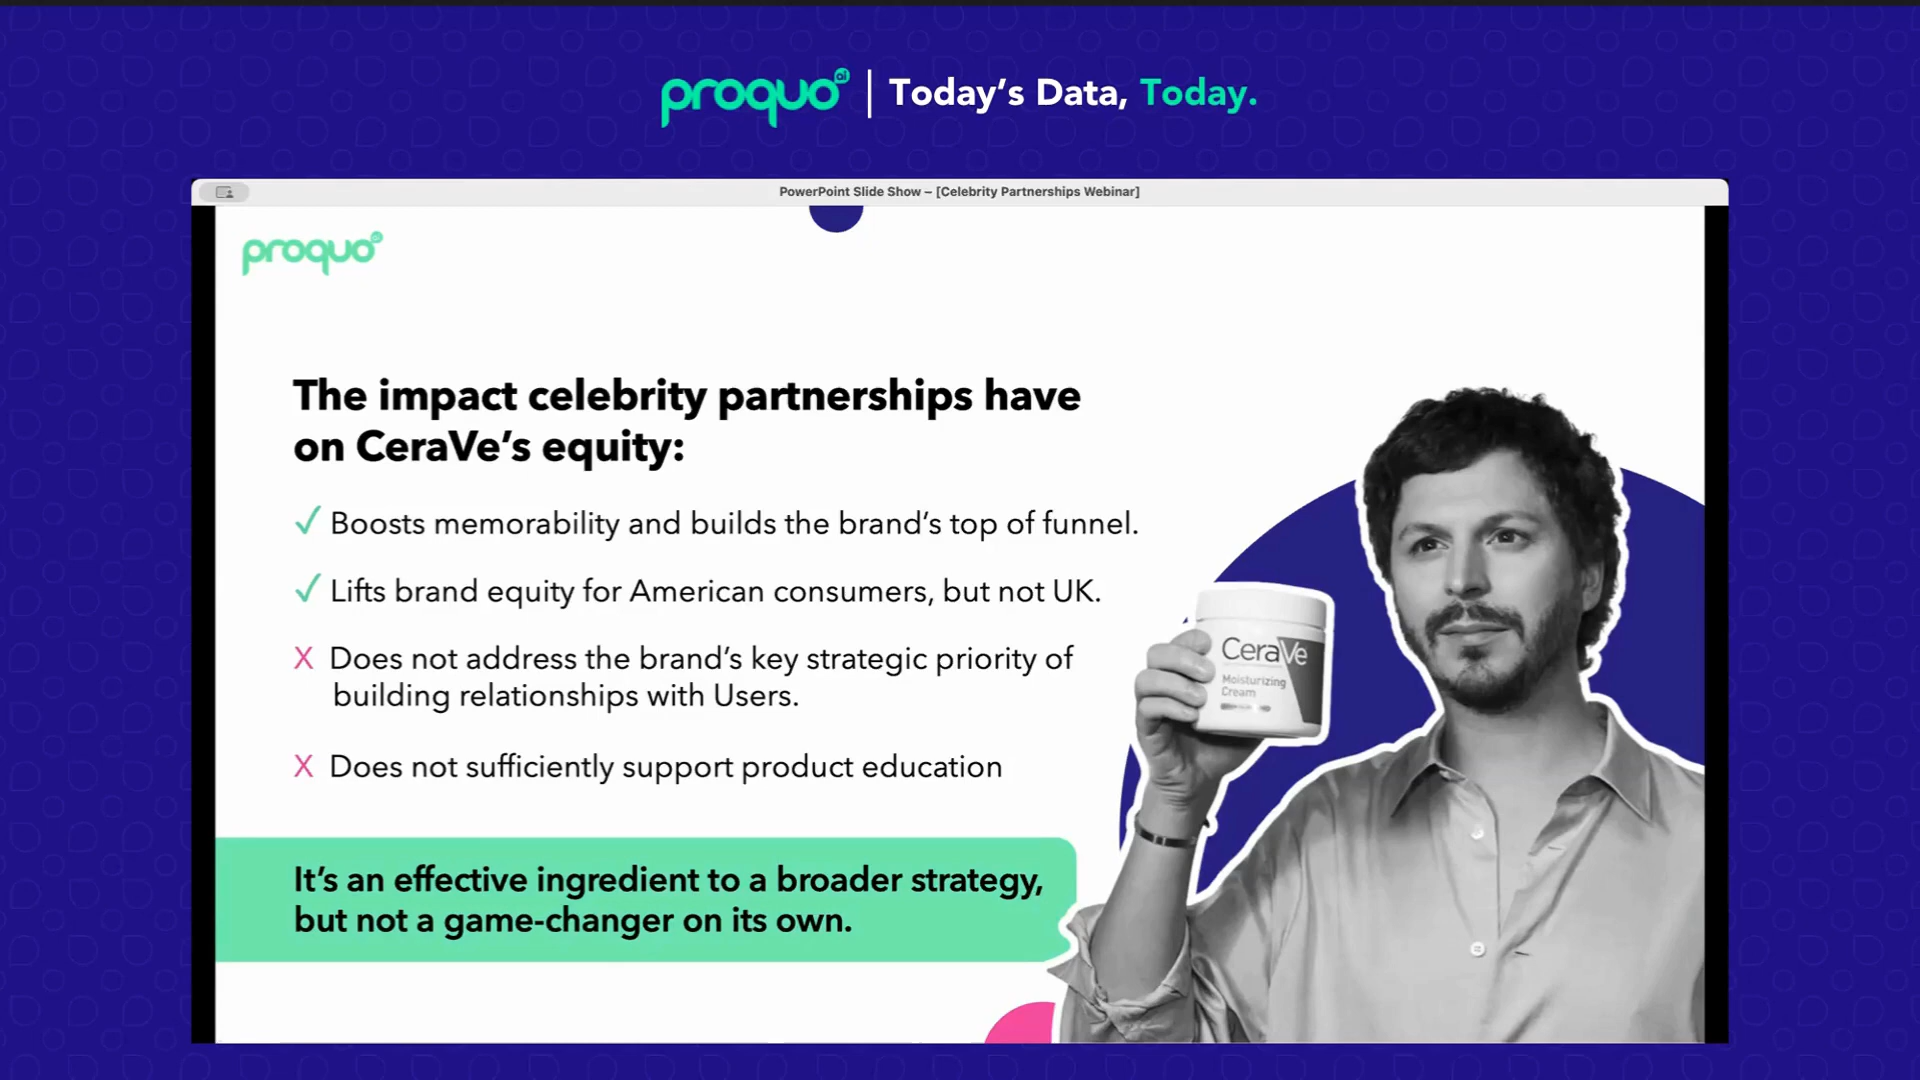 proquo ai | Today's Data, Today.
PowerPoint Slide Show – [Celebrity Partnerships Webinar]
proquo ai
The impact celebrity partnerships have
on CeraVe's equity:
✓ Boosts memorability and builds the brand's top of funnel.
✓ Lifts brand equity for American consumers, but not UK.
X Does not address the brand's key strategic priority of
building relationships with Users.
X Does not sufficiently support product education
CeraVe
Moisturizing
Cream
It's an effective ingredient to a broader strategy,
but not a game-changer on its own.